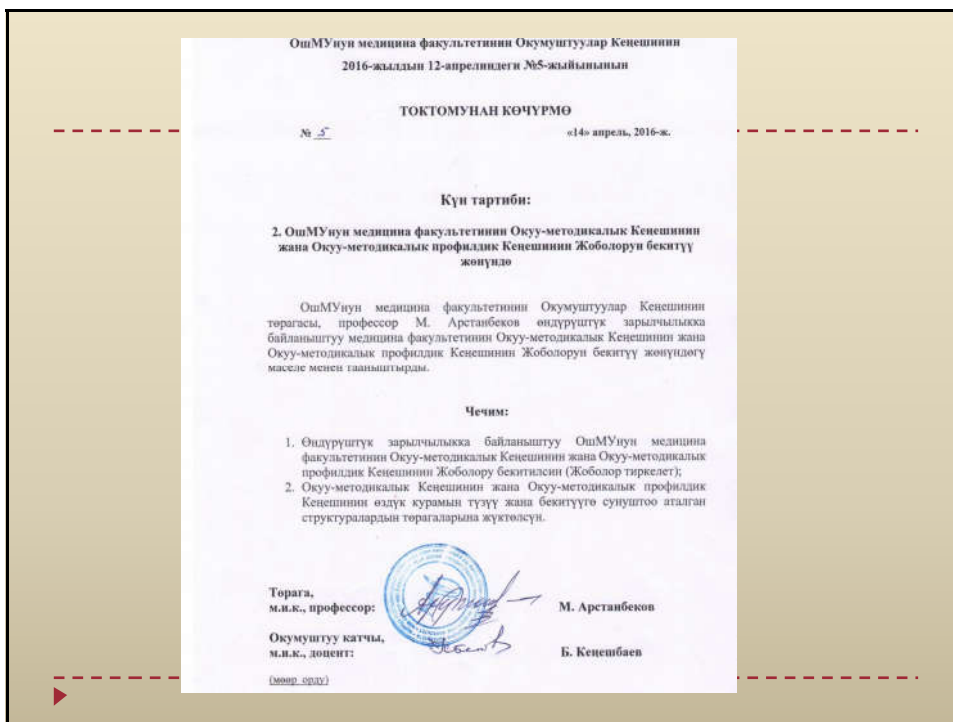 ОшМУнун медицина факультетинин Окумуштуулар Кеңешинин
2016-жылдын 12-апрелиндеги №5-жыйынынын
ТОКТОМУНАН КӨЧҮРМӨ
№ 5
«14» апрель, 2016-ж.
Күн тартиби:
2. ОшМУнун медицина факультетинин Окуу-методикалык Кеңешинин
жана Окуу-методикалык профилдик Кеңешинин Жоболорун бекитүү
жөнүндө
ОшМУнун медицина факультетинин Окумуштуулар Кеңешинин
төрагасы, профессор М. Арстанбеков өндүрүштүк зарылчылыкка
байланыштуу медицина факультетинин Окуу-методикалык Кеңешинин жана
Окуу-методикалык профилдик Кеңешинин Жоболорун бекитүү жөнүндөгү
маселе менен тааныштырды.
Чечим:
1. Өндүрүштүк зарылчылыкка байланыштуу ОшМУнун медицина
факультетинин Окуу-методикалык Кеңешинин жана Окуу-методикалык
профилдик Кеңешинин Жоболору бекитилсин (Жоболор тиркелет);
2. Окуу-методикалык Кеңешинин жана Окуу-методикалык профилдик
Кеңешинин өздүк курамын түзүү жана бекитүүгө сунуштоо аталган
структуралардын төрагаларына жүктөлсүн.
Төрага,
м.и.к., профессор:
М. Арстанбеков
Окумуштуу катчы,
м.и.к., доцент:
Б. Кеңешбаев
(мөөр орду)